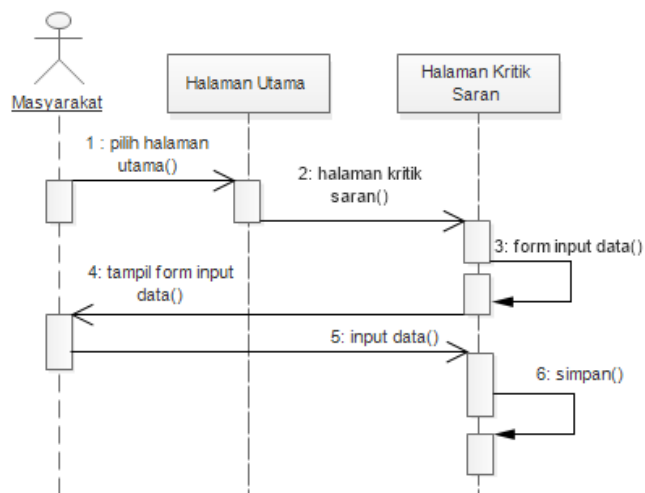 Masyarakat
Halaman Utama
Halaman Kritik
Saran
1 : pilih halaman
utama()
2: halaman kritik
saran()
3: form input data()
4: tampil form input
data()
5: input data()
6: simpan()